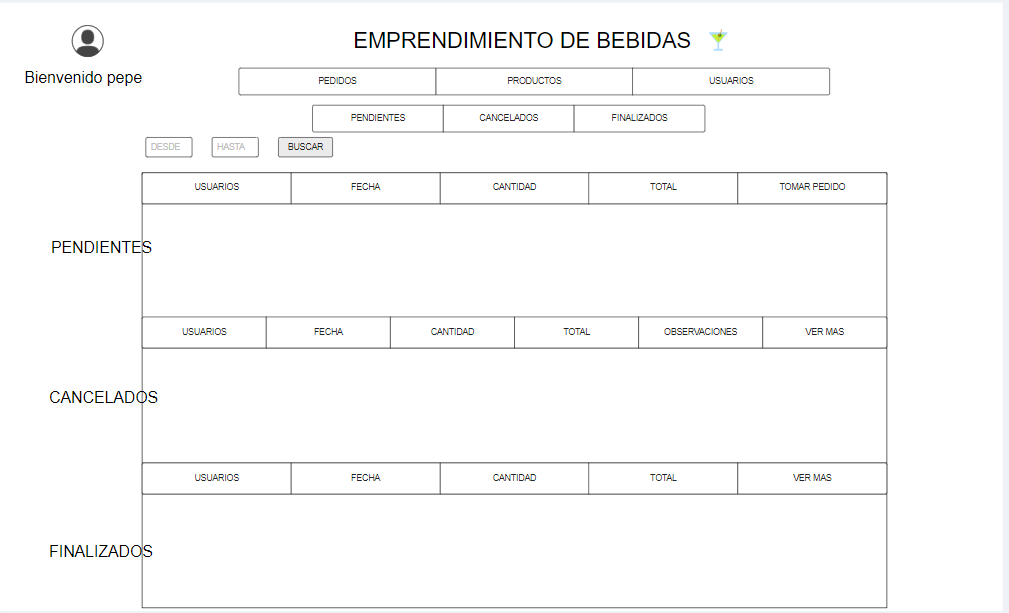 EMPRENDIMIENTO DE BEBIDAS
Bienvenido pepe
PEDIDOS PRODUCTOS USUARIOS
PENDIENTES CANCELADOS FINALIZADOS
DESDE HASTA BUSCAR
USUARIOS FECHA CANTIDAD TOTAL TOMAR PEDIDO
PENDIENTES
USUARIOS FECHA CANTIDAD TOTAL OBSERVACIONES VER MAS
CANCELADOS
USUARIOS FECHA CANTIDAD TOTAL VER MAS
FINALIZADOS